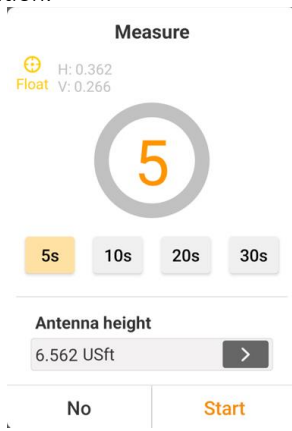 Measure
H: 0.362
Float V: 0.266
5
5s 10s 20s 30s
Antenna height
6.562 USft
No Start